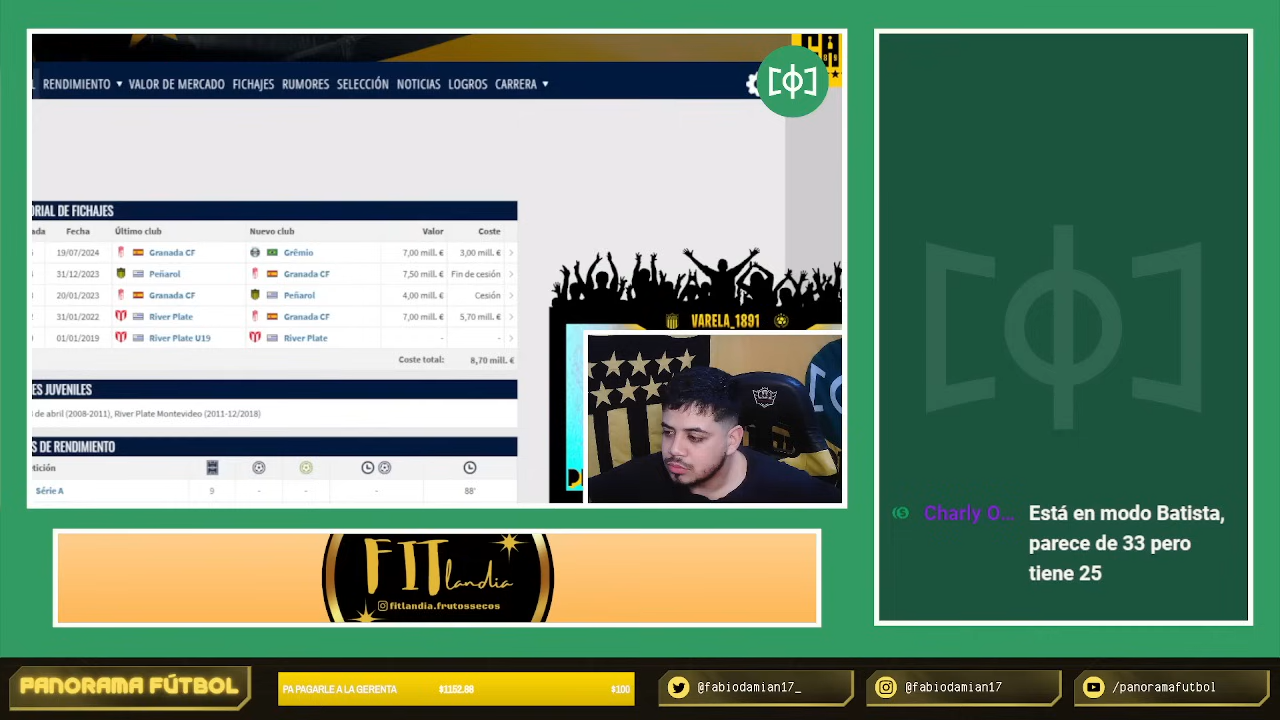 RENDIMIENTO VALOR DE MERCADO FICHAJES RUMORES SELECCIÓN NOTICIAS LOGROS CARRERA
ORIAL DE FICHAJES
ada Fecha Último club Nuevo club Valor Coste
19/07/2024 Granada CF Grêmio 7,00 mill. € 3,00 mill. €
31/12/2023 Peñarol Granada CF 7,50 mill. € Fin de cesión
20/01/2023 Granada CF Peñarol 4,00 mill. € Cesión
31/01/2022 River Plate Granada CF 7,00 mill. € 5,70 mill. €
01/01/2019 River Plate U19 River Plate - -
Coste total: 8,70 mill. €
ES JUVENILES
de abril (2008-2011), River Plate Montevideo (2011-12/2018)
S DE RENDIMIENTO
tición
Série A 9 - - - 88'
VARELA_1891
Charly O... Está en modo Batista,
parece de 33 pero
tiene 25
FIT
landia
fitlandia.frutossecos
PANORAMA FÚTBOL
PA PAGARLE A LA GERENTA $1152.88 $100
@fabiodamian17_
@fabiodamian17
/panoramafutbol